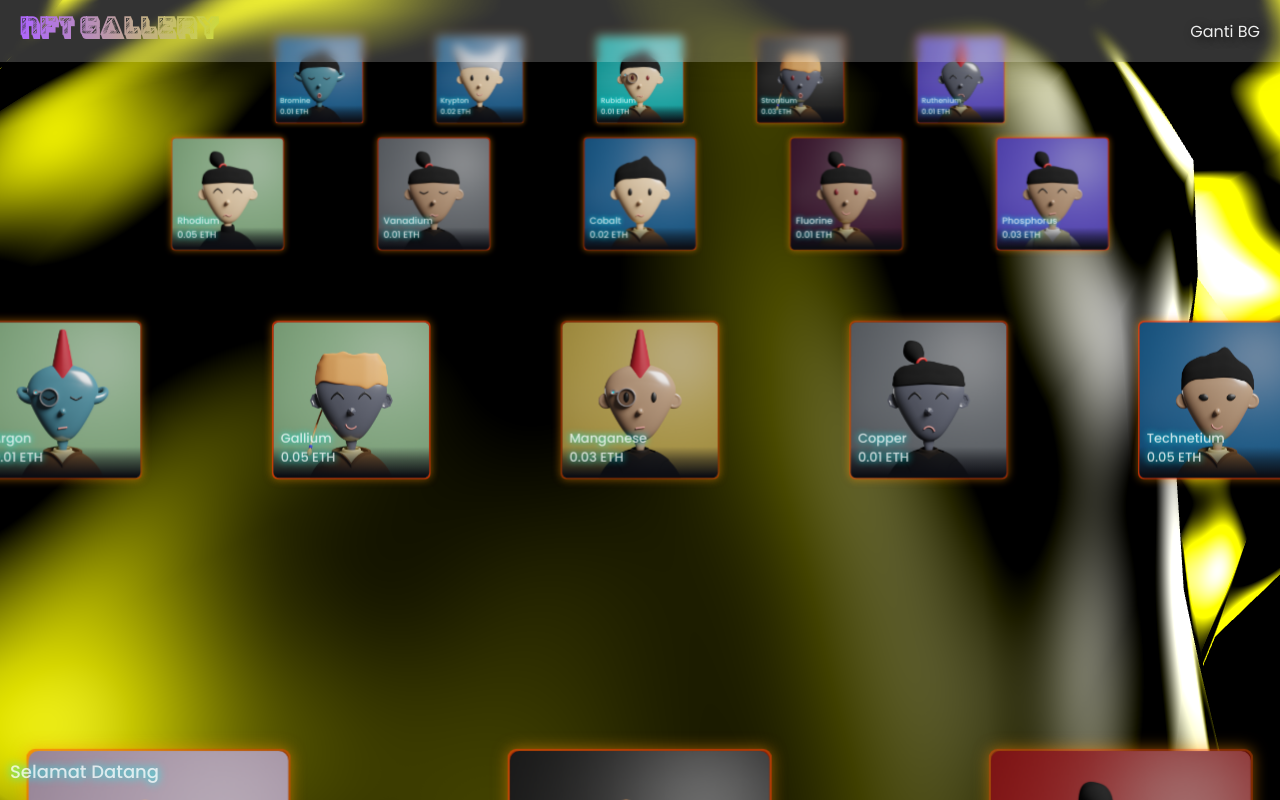 NFT GALLERY
Ganti BG
Bromine
0.01 ETH
Krypton
0.02 ETH
Rubidium
0.01 ETH
Strontium
0.03 ETH
Ruthenium
0.01 ETH
Rhodium
0.05 ETH
Vanadium
0.01 ETH
Cobalt
0.02 ETH
Fluorine
0.01 ETH
Phosphorus
0.03 ETH
rgon
.01 ETH
Gallium
0.05 ETH
Manganese
0.03 ETH
Copper
0.01 ETH
Technetium
0.05 ETH
Selamat Datang